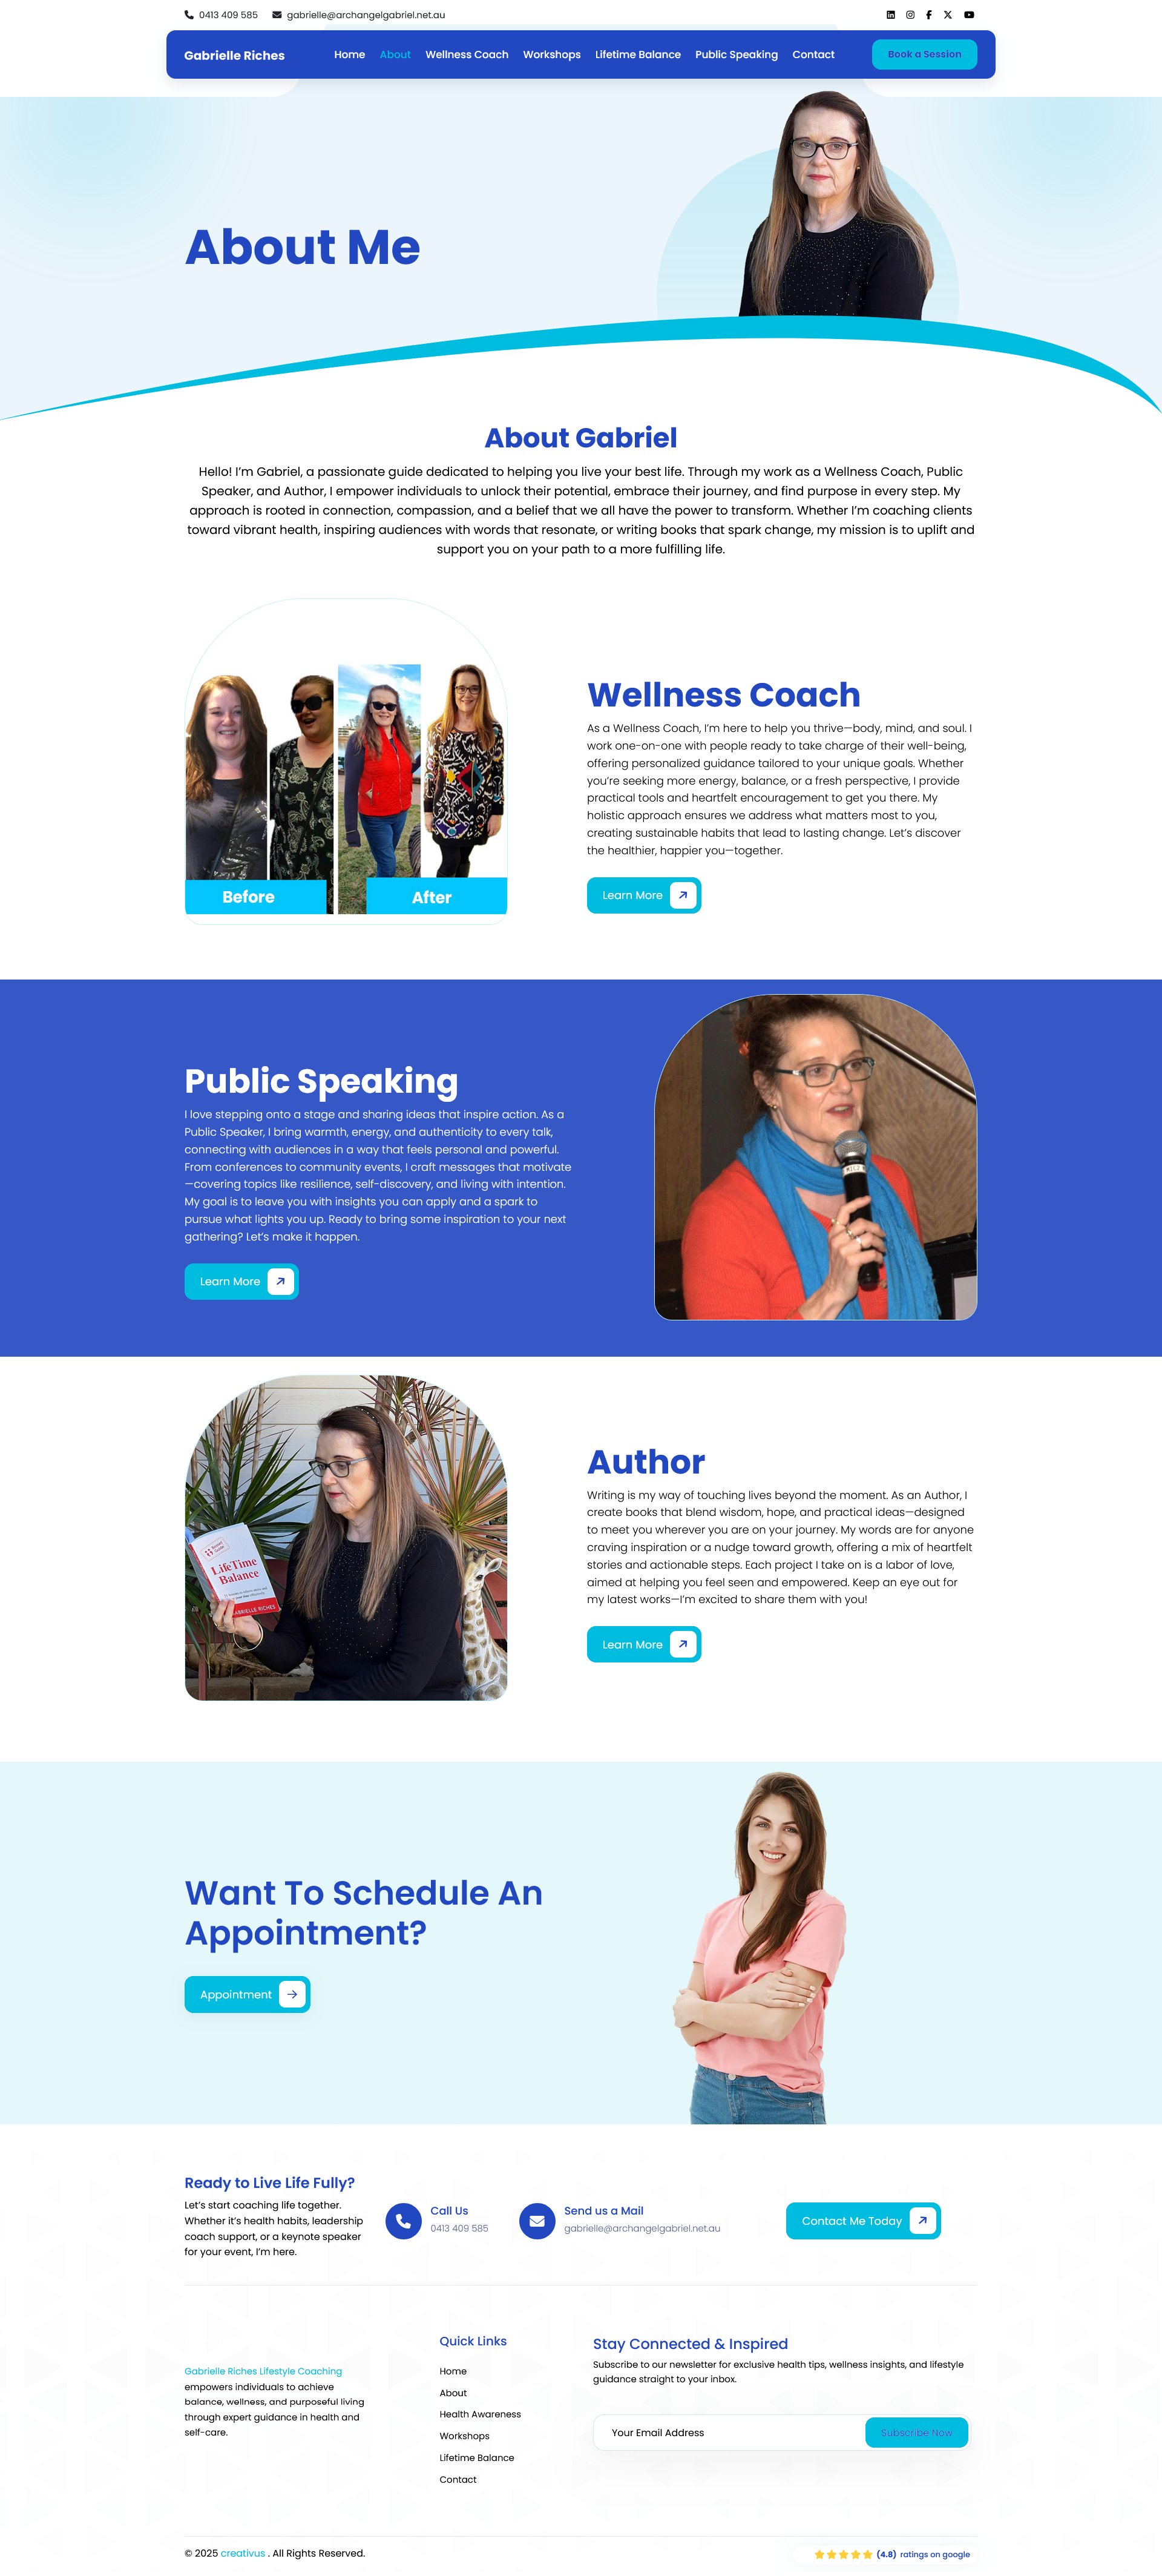 0413 409 585 gabrielle@archangelgabriel.net.au
Gabrielle Riches Home About Wellness Coach Workshops Lifetime Balance Public Speaking Contact Book a Session
About Me
About Gabriel
Hello! I'm Gabriel, a passionate guide dedicated to helping you live your best life. Through my work as a Wellness Coach, Public
Speaker, and Author, I empower individuals to unlock their potential, embrace their journey, and find purpose in every step. My
approach is rooted in connection, compassion, and a belief that we all have the power to transform. Whether I'm coaching clients
toward vibrant health, inspiring audiences with words that resonate, or writing books that spark change, my mission is to uplift and
support you on your path to a more fulfilling life.
Before After
Wellness Coach
As a Wellness Coach, I'm here to help you thrive—body, mind, and soul. I
work one-on-one with people ready to take charge of their well-being,
offering personalized guidance tailored to your unique goals. Whether
you're seeking more energy, balance, or a fresh perspective, I provide
practical tools and heartfelt encouragement to get you there. My
holistic approach ensures we address what matters most to you,
creating sustainable habits that lead to lasting change. Let's discover
the healthier, happier you—together.
Learn More
Public Speaking
I love stepping onto a stage and sharing ideas that inspire action. As a
Public Speaker, I bring warmth, energy, and authenticity to every talk,
connecting with audiences in a way that feels personal and powerful.
From conferences to community events, I craft messages that motivate
—covering topics like resilience, self-discovery, and living with intention.
My goal is to leave you with insights you can apply and a spark to
pursue what lights you up. Ready to bring some inspiration to your next
gathering? Let's make it happen.
Learn More
LifeTime
Balance
GABRIELLE RICHES
Author
Writing is my way of touching lives beyond the moment. As an Author, I
create books that blend wisdom, hope, and practical ideas—designed
to meet you wherever you are on your journey. My words are for anyone
craving inspiration or a nudge toward growth, offering a mix of heartfelt
stories and actionable steps. Each project I take on is a labor of love,
aimed at helping you feel seen and empowered. Keep an eye out for
my latest works—I'm excited to share them with you!
Learn More
Want To Schedule An
Appointment?
Appointment
Ready to Live Life Fully?
Let's start coaching life together.
Whether it's health habits, leadership
coach support, or a keynote speaker
for your event, I'm here.
Call Us
0413 409 585
Send us a Mail
gabrielle@archangelgabriel.net.au
Contact Me Today
Gabrielle Riches Lifestyle Coaching
empowers individuals to achieve
balance, wellness, and purposeful living
through expert guidance in health and
self-care.
Quick Links
Home
About
Health Awareness
Workshops
Lifetime Balance
Contact
Stay Connected & Inspired
Subscribe to our newsletter for exclusive health tips, wellness insights, and lifestyle
guidance straight to your inbox.
Your Email Address Subscribe Now
© 2025 creativus . All Rights Reserved.
(4.8) ratings on google